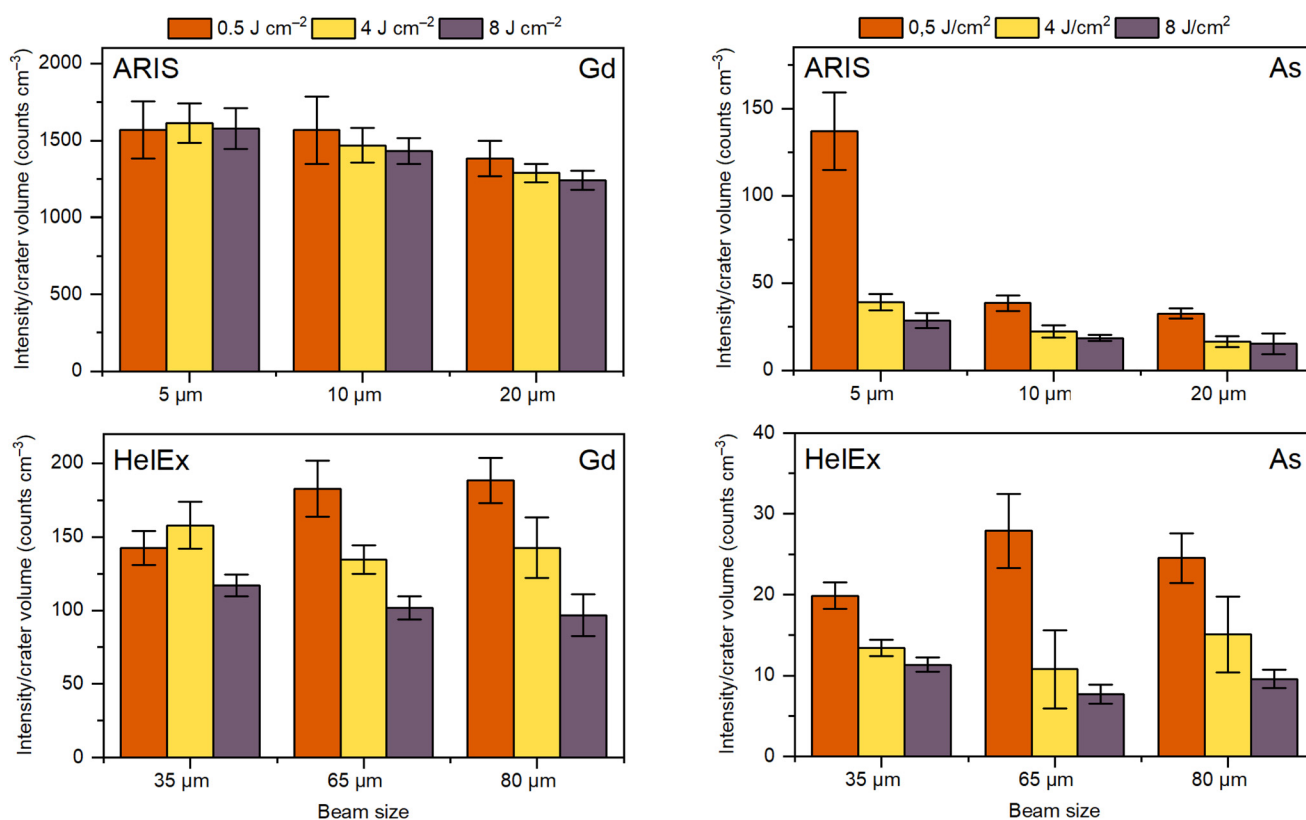 0.5 J cm⁻² 4 J cm⁻² 8 J cm⁻²
ARIS Gd
Intensity/crater volume (counts cm⁻³)
2000
1500
1000
500
0
5 µm 10 µm 20 µm
0,5 J/cm² 4 J/cm² 8 J/cm²
ARIS As
Intensity/crater volume (counts cm⁻³)
150
100
50
0
5 µm 10 µm 20 µm
HelEx Gd
Intensity/crater volume (counts cm⁻³)
200
150
100
50
0
35 µm 65 µm 80 µm
Beam size
HelEx As
Intensity/crater volume (counts cm⁻³)
40
30
20
10
0
35 µm 65 µm 80 µm
Beam size